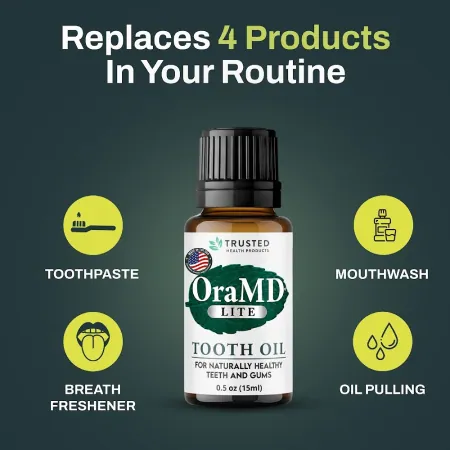 Replaces 4 Products
In Your Routine
TRUSTED
HEALTH PRODUCTS
OraMD
LITE
TOOTH OIL
FOR NATURALLY HEALTHY
TEETH AND GUMS
0.5 oz (15ml)
TOOTHPASTE
MOUTHWASH
BREATH
FRESHENER
OIL PULLING